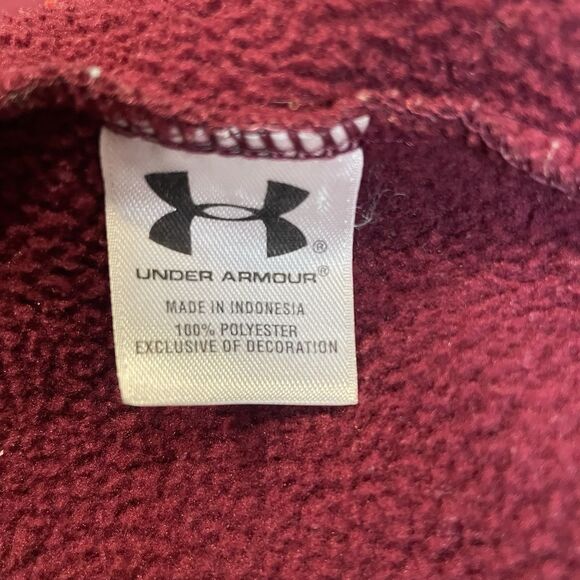 ®
UNDER ARMOUR®
MADE IN INDONESIA
100% POLYESTER
EXCLUSIVE OF DECORATION